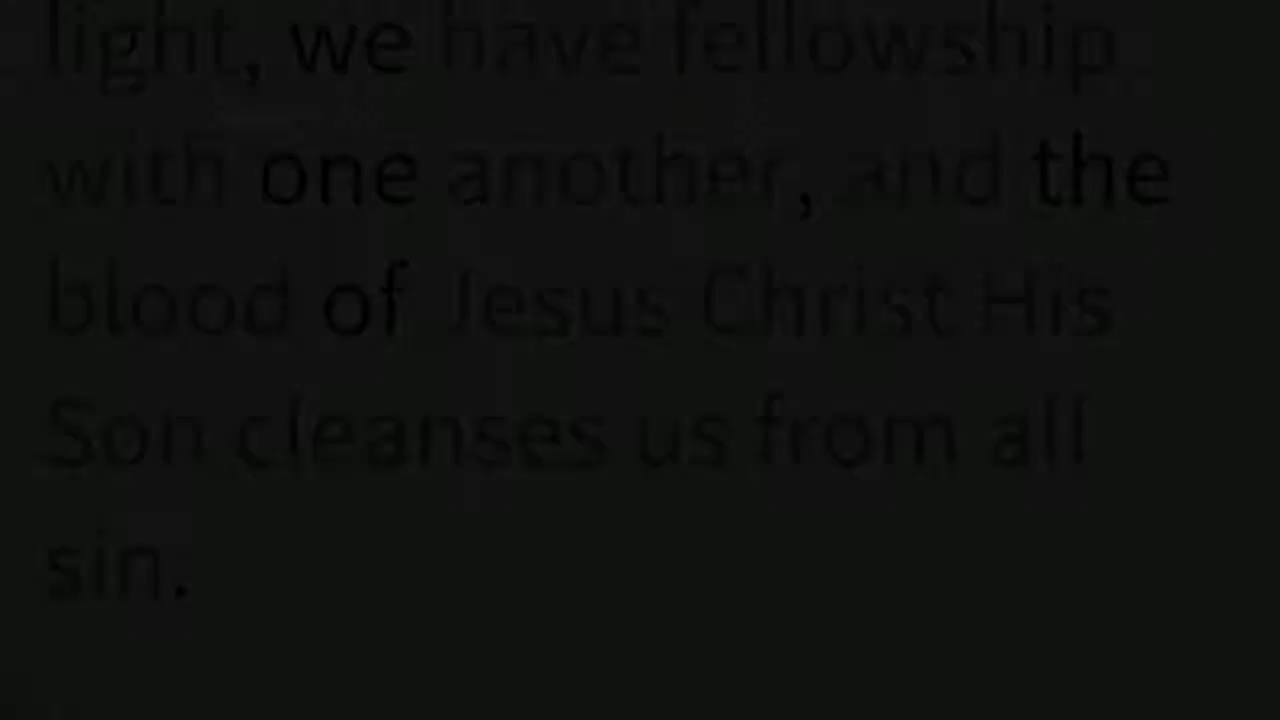 light, we have fellowship
with one another, and the
blood of Jesus Christ His
Son cleanses us from all
sin.